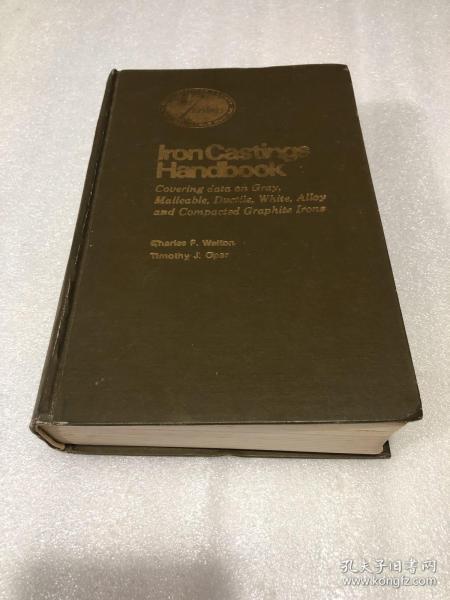 Iron Castings
Handbook
Covering data on Gray,
Malleable, Ductile, White, Alloy
and Compacted Graphite Irons
Charles F. Walton
Timothy J. Opar
孔夫子旧书网
www.kongfz.com